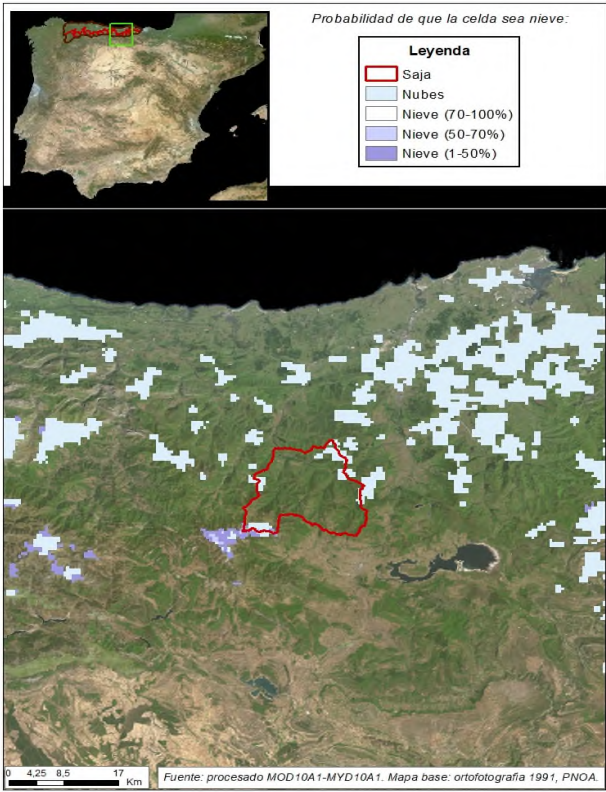 Probabilidad de que la celda sea nieve:
Leyenda
Saja
Nubes
Nieve (70-100%)
Nieve (50-70%)
Nieve (1-50%)
0 4,25 8,5 17
Km
Fuente: procesado MOD10A1-MYD10A1. Mapa base: ortofotografía 1991, PNOA.